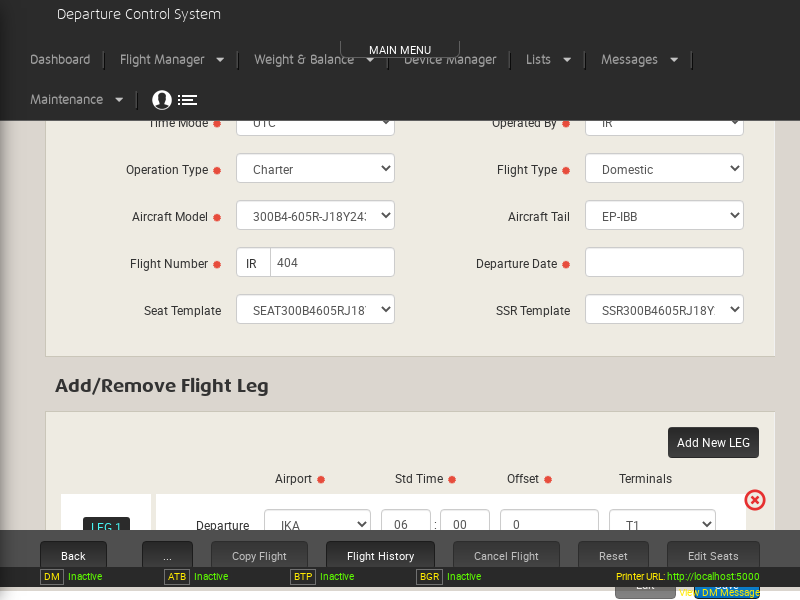 Departure Control System
MAIN MENU
Dashboard Flight Manager Weight & Balance Device Manager Lists Messages
Maintenance
Time Mode UTC Operated By IR
Operation Type Charter Flight Type Domestic
Aircraft Model 300B4-605R-J18Y243 Aircraft Tail EP-IBB
Flight Number IR 404 Departure Date
Seat Template SEAT300B4605RJ18Y SSR Template SSR300B4605RJ18Y
Add/Remove Flight Leg
Add New LEG
Airport Std Time Offset Terminals
LEG 1 Departure IKA 06 : 00 0 T1
Back ... Copy Flight Flight History Cancel Flight Reset Edit Seats
DM Inactive ATB Inactive BTP Inactive BGR Inactive Printer URL: http://localhost:5000
Edit
View DM Message